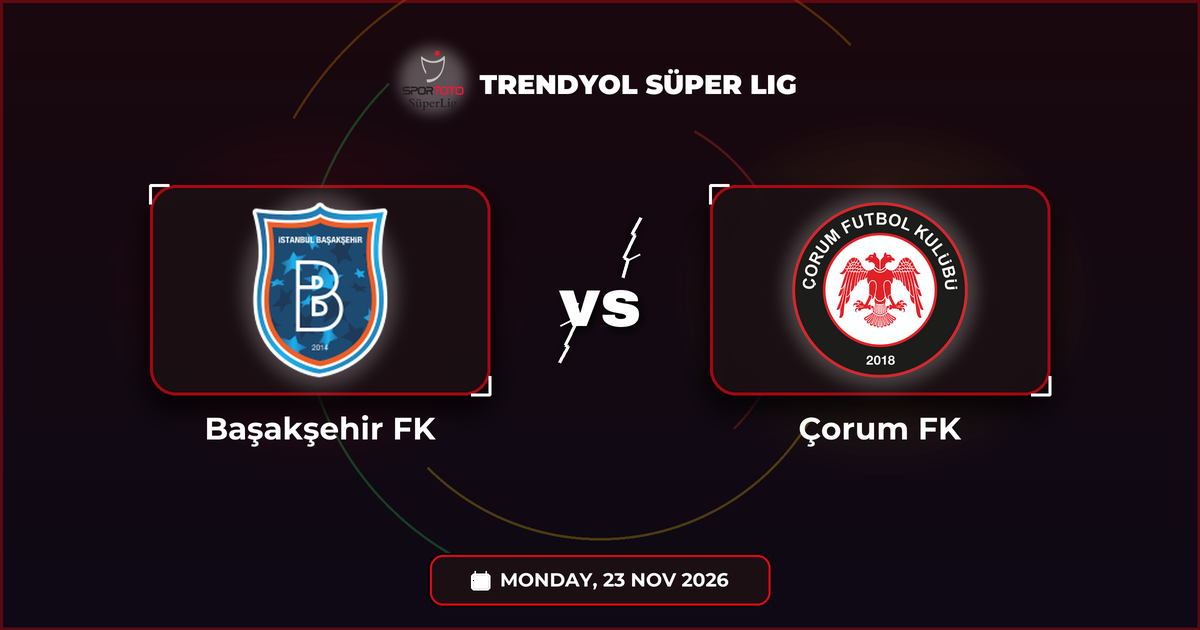 SPORTOTO
SüperLig
TRENDYOL SÜPER LIG
İSTANBUL BAŞAKŞEHİR
B
2014
ÇORUM FUTBOL KULÜBÜ
2018
VS
Başakşehir FK
Çorum FK
MONDAY, 23 NOV 2026